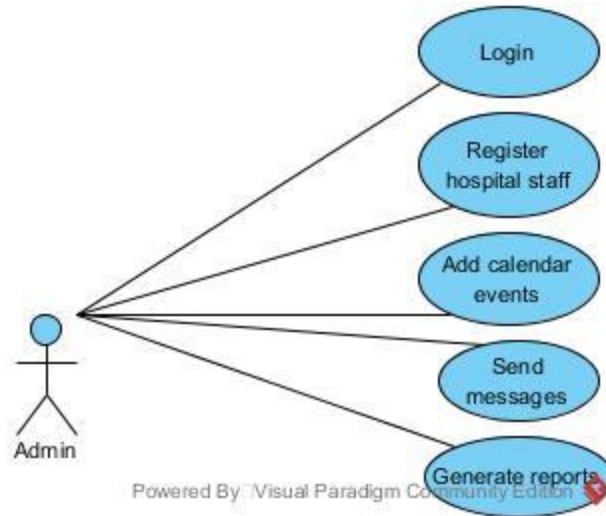 Login
Register
hospital staff
Add calendar
events
Send
messages
Admin
Generate reports
Powered By Visual Paradigm Community Edition